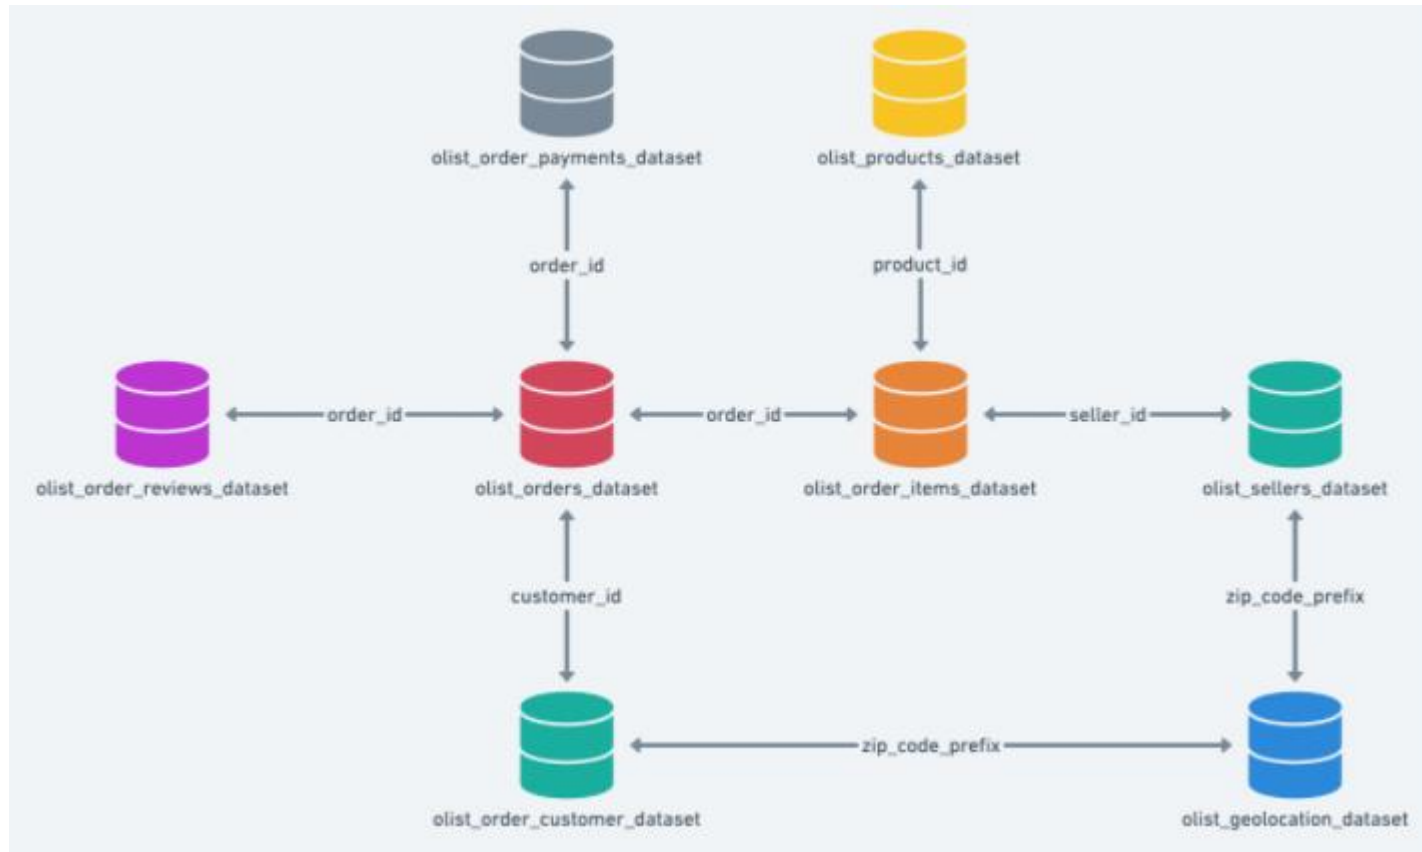 olist_order_payments_dataset
olist_products_dataset
order_id
product_id
order_id
order_id
seller_id
olist_order_reviews_dataset
olist_orders_dataset
olist_order_items_dataset
olist_sellers_dataset
customer_id
zip_code_prefix
zip_code_prefix
olist_order_customer_dataset
olist_geolocation_dataset